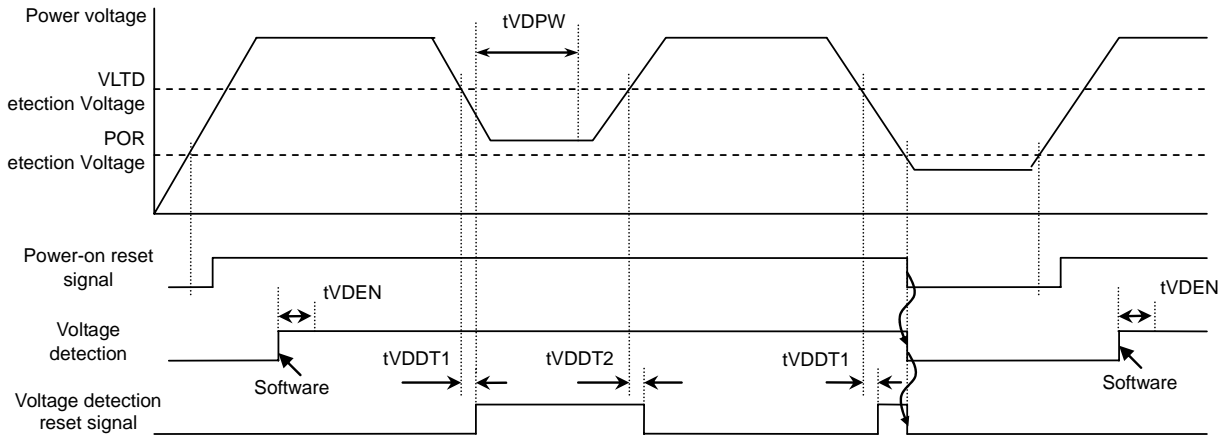 Power voltage
tVDPW
VLTD
etection Voltage
POR
etection Voltage
Power-on reset
signal
tVDEN
tVDEN
Voltage
detection
tVDDT1
tVDDT2
tVDDT1
Software
Software
Voltage detection
reset signal